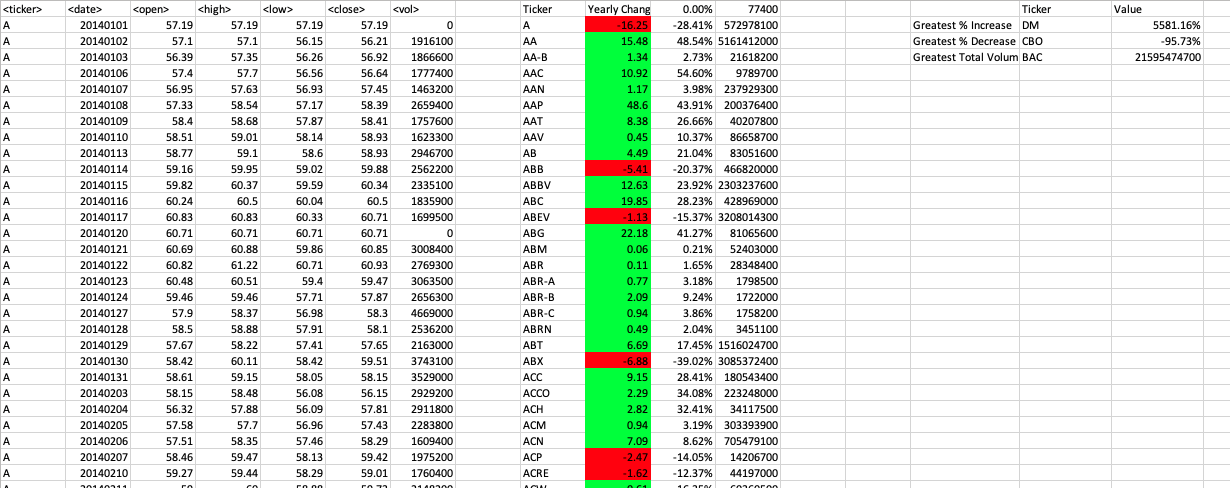 <ticker> <date> <open> <high> <low> <close> <vol> Ticker Yearly Chang 0.00% 77400 Ticker Value
A 20140101 57.19 57.19 57.19 57.19 0 A -16.25 -28.41% 572978100 Greatest % Increase DM 5581.16%
A 20140102 57.1 57.1 56.15 56.21 1916100 AA 15.48 48.54% 5161412000 Greatest % Decrease CBO -95.73%
A 20140103 56.39 57.35 56.26 56.92 1866600 AA-B 1.34 2.73% 21618200 Greatest Total Volum BAC 21595474700
A 20140106 57.4 57.7 56.56 56.64 1777400 AAC 10.92 54.60% 9789700
A 20140107 56.95 57.63 56.93 57.45 1463200 AAN 1.17 3.98% 237929300
A 20140108 57.33 58.54 57.17 58.39 2659400 AAP 48.6 43.91% 200376400
A 20140109 58.4 58.68 57.87 58.41 1757600 AAT 8.38 26.66% 40207800
A 20140110 58.51 59.01 58.14 58.93 1623300 AAV 0.45 10.37% 86658700
A 20140113 58.77 59.1 58.6 58.93 2946700 AB 4.49 21.04% 83051600
A 20140114 59.16 59.95 59.02 59.88 2562200 ABB -5.41 -20.37% 466820000
A 20140115 59.82 60.37 59.59 60.34 2335100 ABBV 12.63 23.92% 2303237600
A 20140116 60.24 60.5 60.04 60.5 1835900 ABC 19.85 28.23% 428969000
A 20140117 60.83 60.83 60.33 60.71 1699500 ABEV -1.13 -15.37% 3208014300
A 20140120 60.71 60.71 60.71 60.71 0 ABG 22.18 41.27% 81065600
A 20140121 60.69 60.88 59.86 60.85 3008400 ABM 0.06 0.21% 52403000
A 20140122 60.82 61.22 60.71 60.93 2769300 ABR 0.11 1.65% 28348400
A 20140123 60.48 60.51 59.4 59.47 3063500 ABR-A 0.77 3.18% 1798500
A 20140124 59.46 59.46 57.71 57.87 2656300 ABR-B 2.09 9.24% 1722000
A 20140127 57.9 58.37 56.98 58.3 4669000 ABR-C 0.94 3.86% 1758200
A 20140128 58.5 58.88 57.91 58.1 2536200 ABRN 0.49 2.04% 3451100
A 20140129 57.67 58.22 57.41 57.65 2163000 ABT 6.69 17.45% 1516024700
A 20140130 58.42 60.11 58.42 59.51 3743100 ABX -6.88 -39.02% 3085372400
A 20140131 58.61 59.15 58.05 58.15 3529000 ACC 9.15 28.41% 180543400
A 20140203 58.15 58.48 56.08 56.15 2929200 ACCO 2.29 34.08% 223248000
A 20140204 56.32 57.88 56.09 57.81 2911800 ACH 2.82 32.41% 34117500
A 20140205 57.58 57.7 56.96 57.43 2283800 ACM 0.94 3.19% 303393900
A 20140206 57.51 58.35 57.46 58.29 1609400 ACN 7.09 8.62% 705479100
A 20140207 58.46 59.47 58.13 59.42 1975200 ACP -2.47 -14.05% 14206700
A 20140210 59.27 59.44 58.29 59.01 1760400 ACRE -1.62 -12.37% 44197000